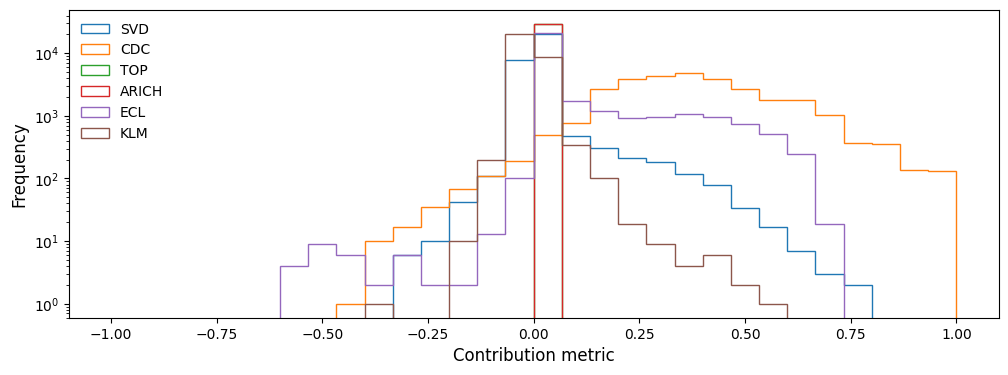 SVD
CDC
TOP
ARICH
ECL
KLM
Frequency
10⁴
10³
10²
10¹
10⁰
−1.00 −0.75 −0.50 −0.25 0.00 0.25 0.50 0.75 1.00
Contribution metric